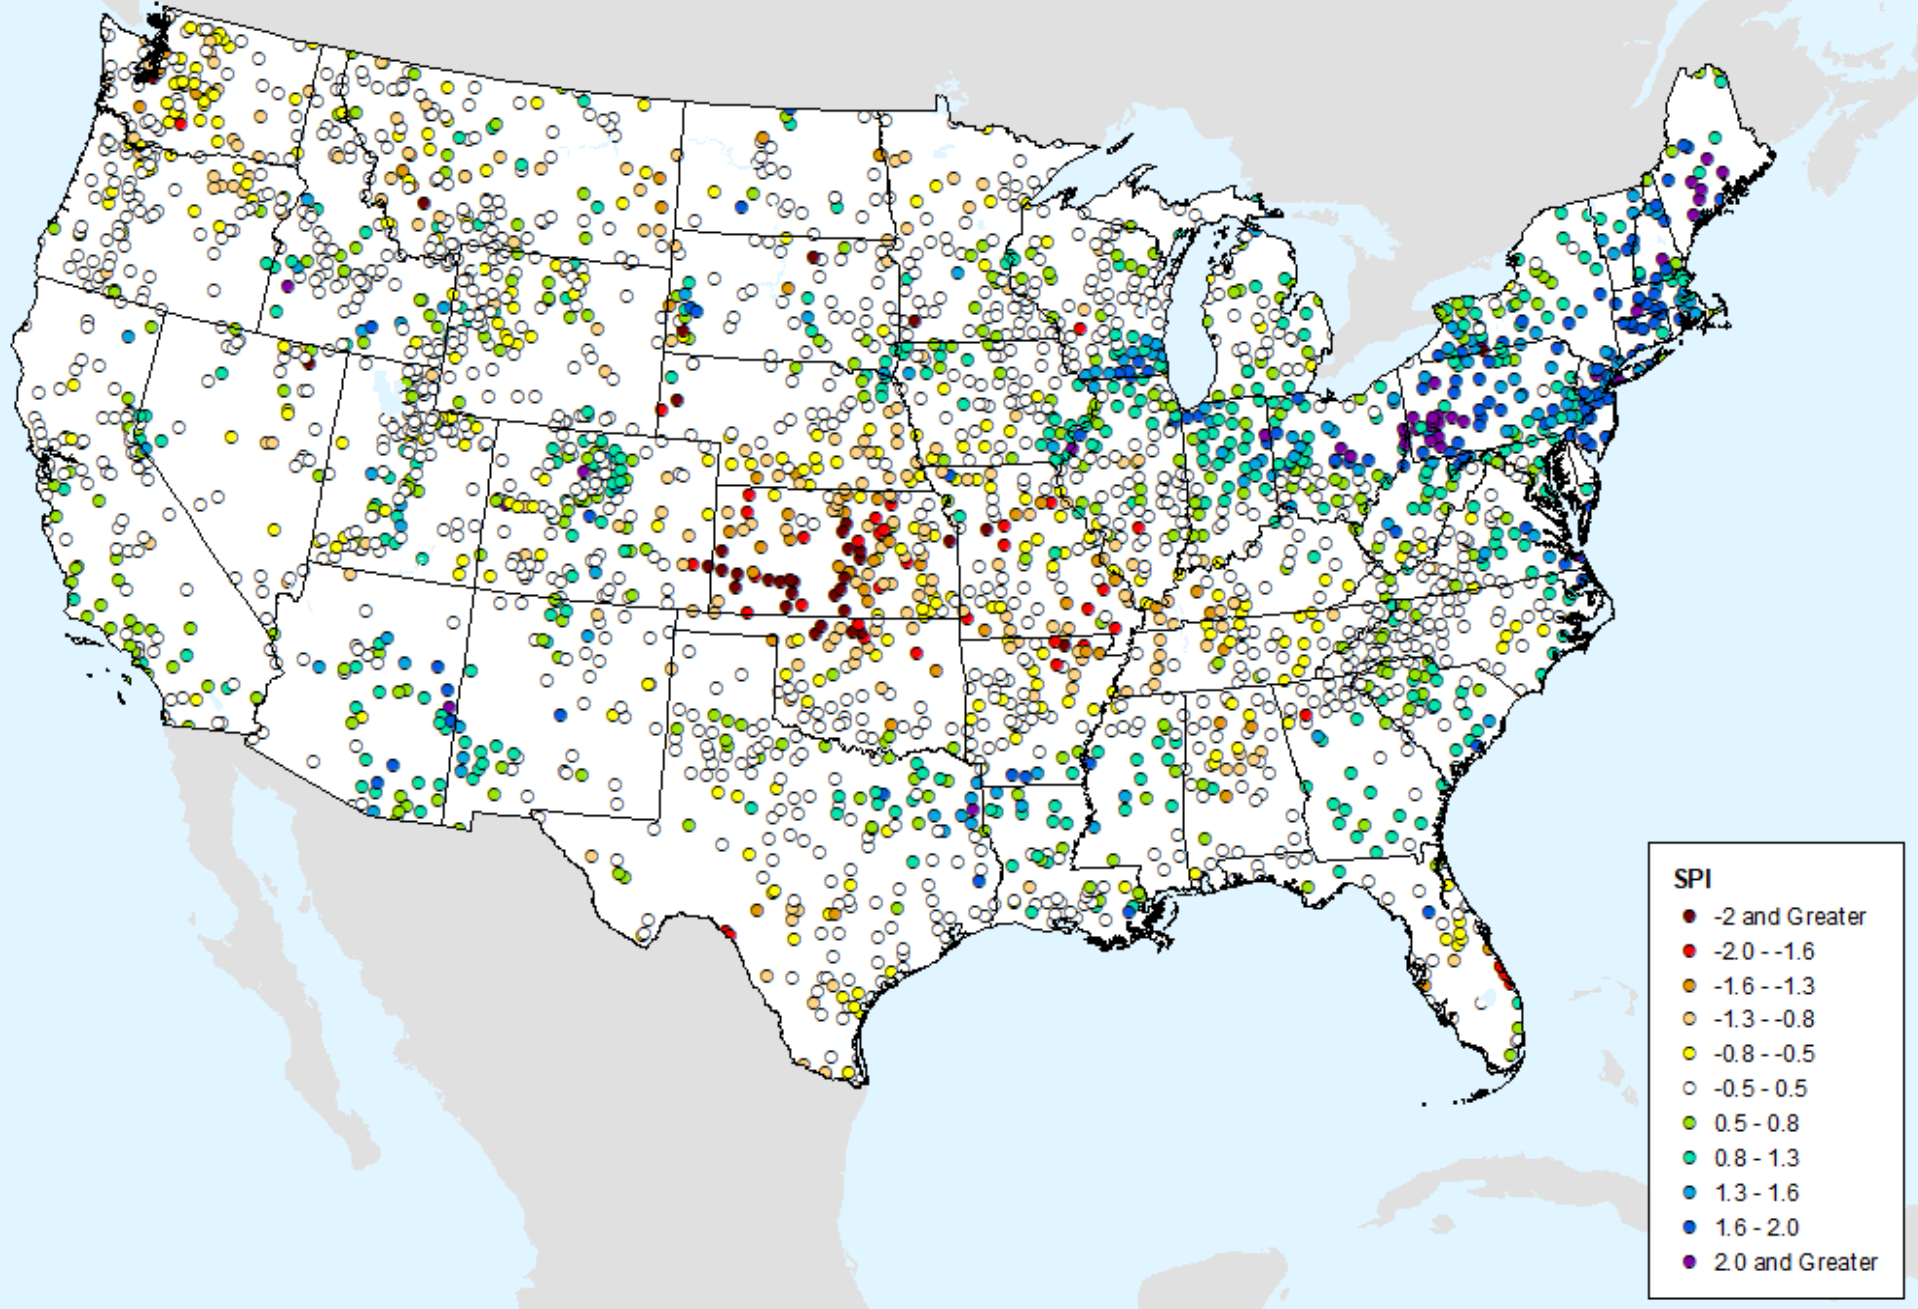 SPI
-2 and Greater
-2.0 - -1.6
-1.6 - -1.3
-1.3 - -0.8
-0.8 - -0.5
-0.5 - 0.5
0.5 - 0.8
0.8 - 1.3
1.3 - 1.6
1.6 - 2.0
2.0 and Greater